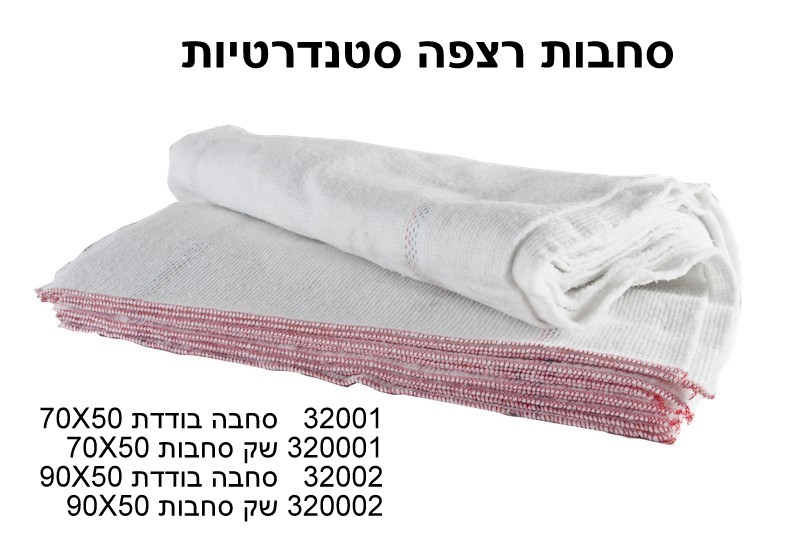 סחבות רצפה סטנדרטיות
32001 סחבה בודדת 70X50
320001 שק סחבות 70X50
32002 סחבה בודדת 90X50
320002 שק סחבות 90X50